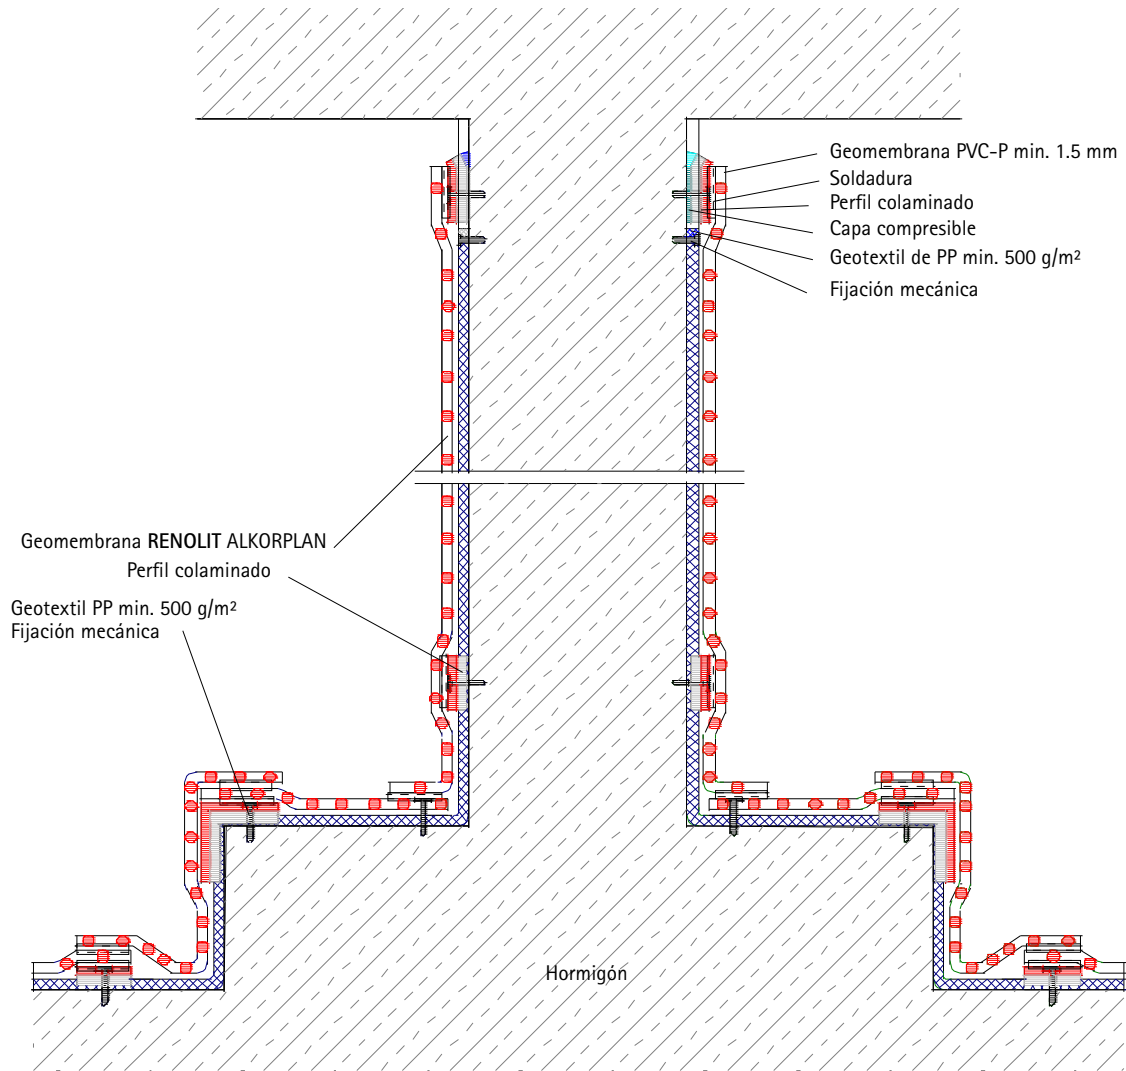 Geomembrana PVC-P min. 1.5 mm
Soldadura
Perfil colaminado
Capa compresible
Geotextil de PP min. 500 g/m²
Fijación mecánica
Geomembrana RENOLIT ALKORPLAN
Perfil colaminado
Geotextil PP min. 500 g/m²
Fijación mecánica
Hormigón